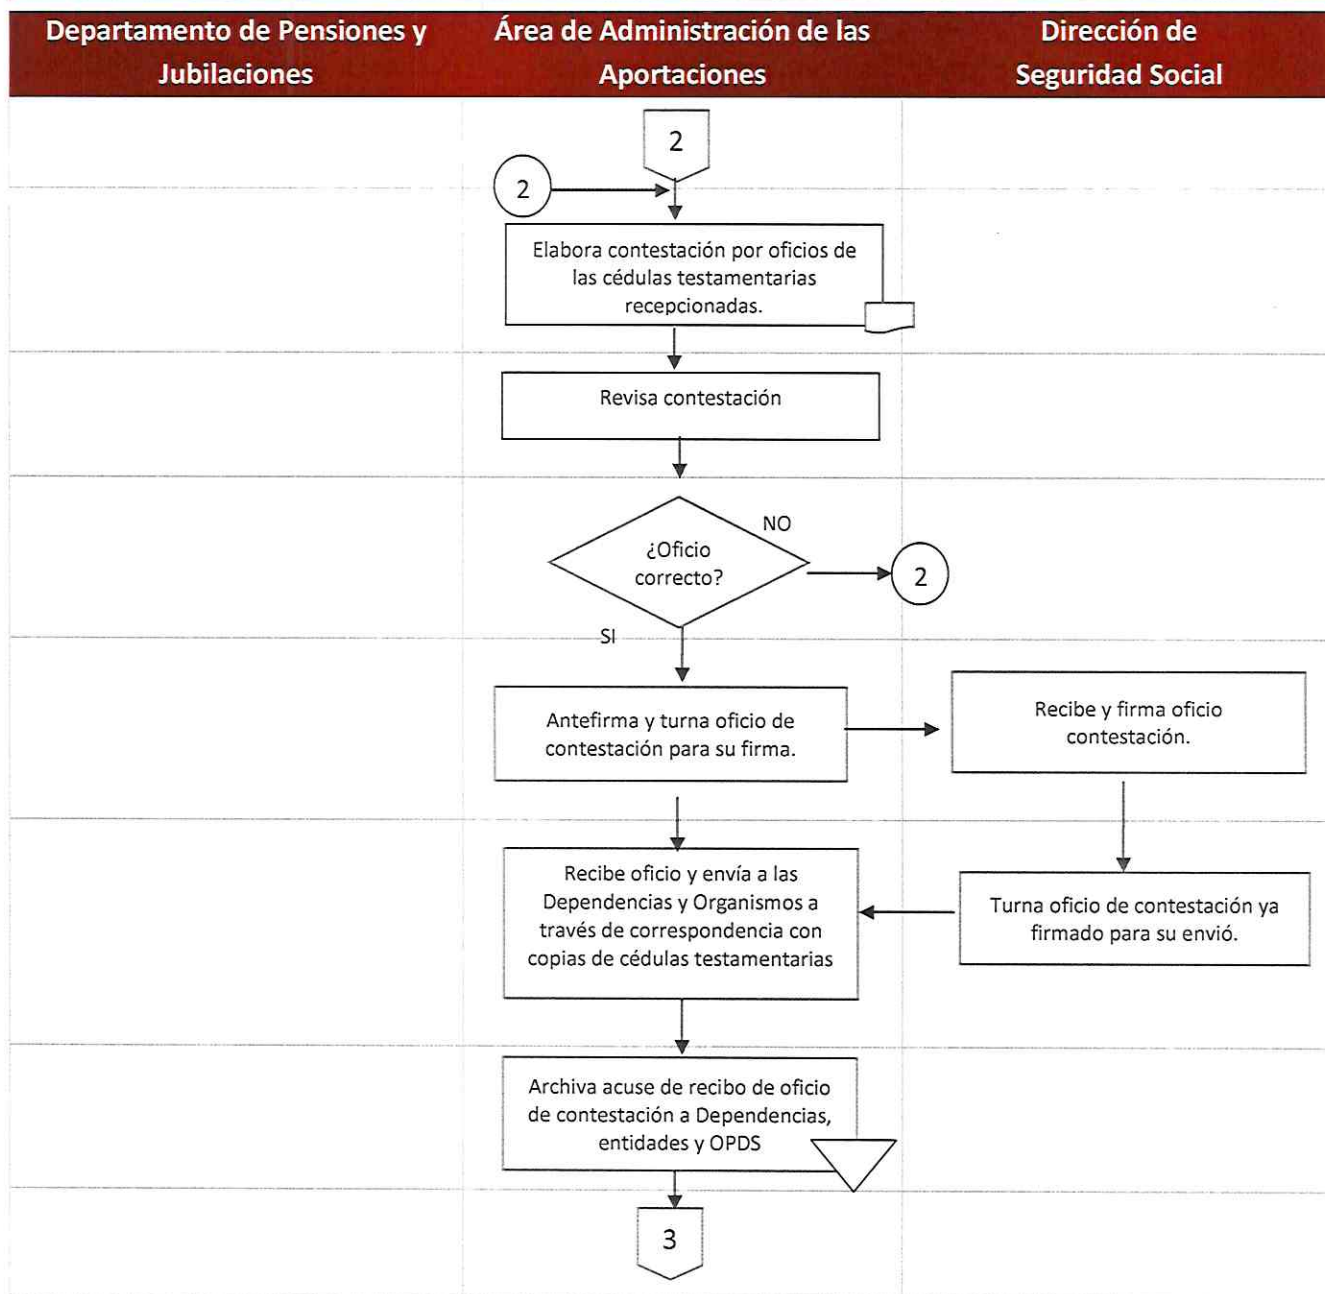 Departamento de Pensiones y
Jubilaciones
Área de Administración de las
Aportaciones
Dirección de
Seguridad Social
2
2
Elabora contestación por oficios de
las cédulas testamentarias
recepcionadas.
Revisa contestación
¿Oficio
correcto?
NO
2
SI
Antefirma y turna oficio de
contestación para su firma.
Recibe y firma oficio
contestación.
Recibe oficio y envía a las
Dependencias y Organismos a
través de correspondencia con
copias de cédulas testamentarias
Turna oficio de contestación ya
firmado para su envió.
Archiva acuse de recibo de oficio
de contestación a Dependencias,
entidades y OPDS
3